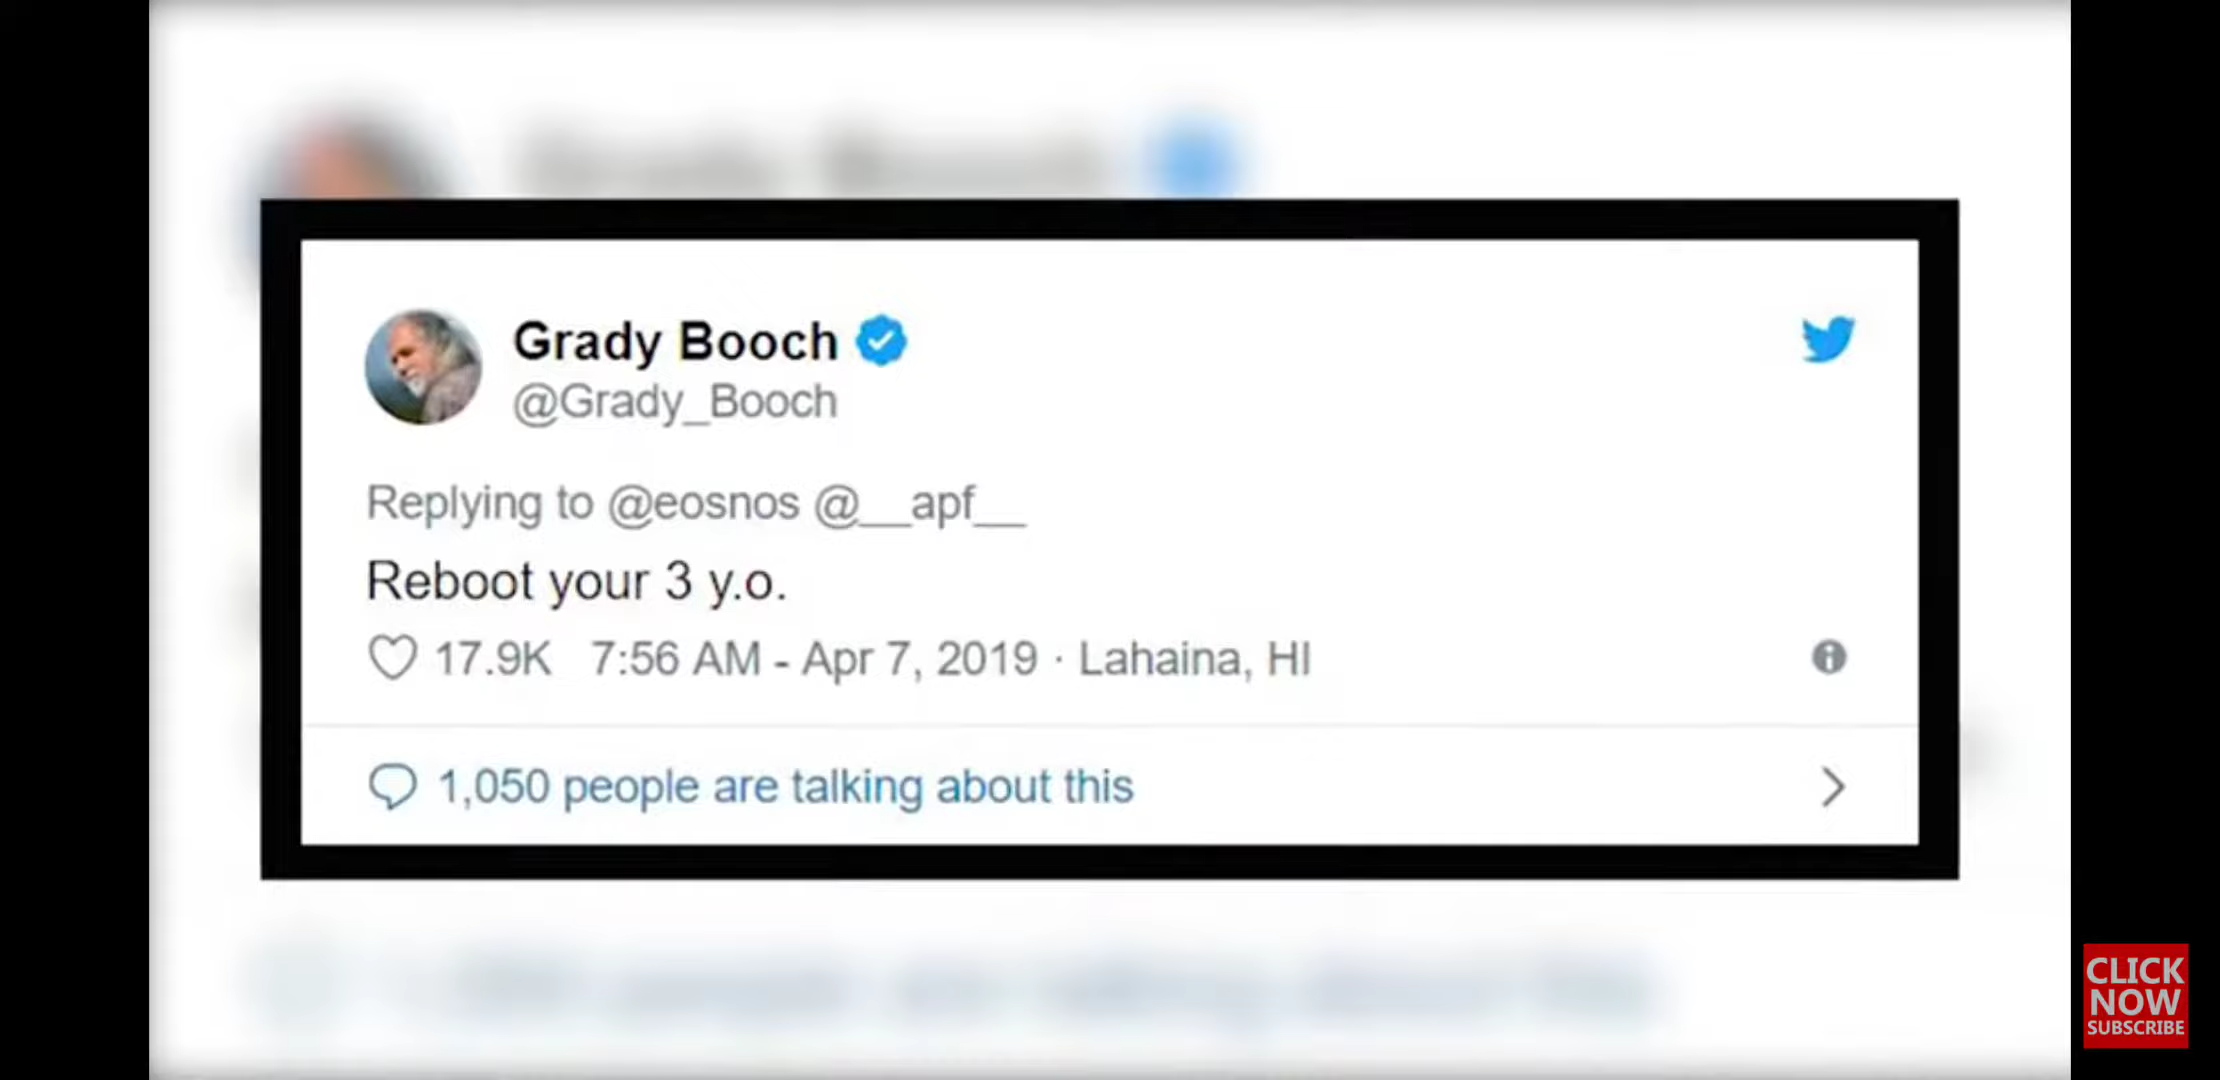 Grady Booch
@Grady_Booch
Replying to @eosnos @__apf__
Reboot your 3 y.o.
17.9K 7:56 AM - Apr 7, 2019 · Lahaina, HI
1,050 people are talking about this
CLICK
NOW
SUBSCRIBE